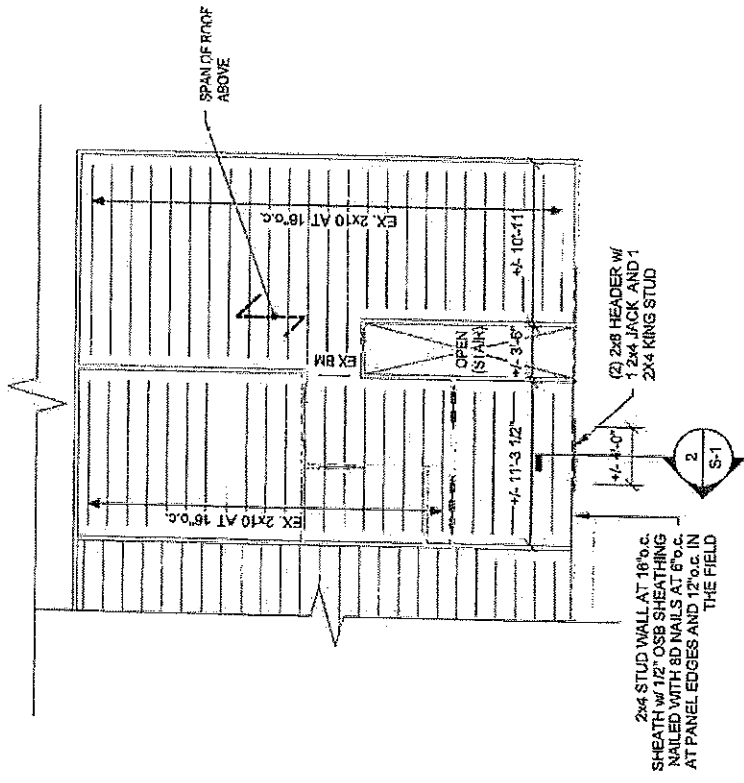 SPAN OF ROOF
ABOVE
EX. 2x10 AT 16"o.c.
EX BM
EX. 2x10 AT 16"o.c.
OPEN
(STAIR)
+/- 11'-3 1/2"
+/- 3'-6"
+/- 10'-11
+/- 4'-0"
(2) 2x8 HEADER W/
1 2x4 JACK AND 1
2X4 KING STUD
2
S-1
2x4 STUD WALL AT 16"o.c.
SHEATH w/ 1/2" OSB SHEATHING
NAILED WITH 8D NAILS AT 6"o.c.
AT PANEL EDGES AND 12"o.c. IN
THE FIELD